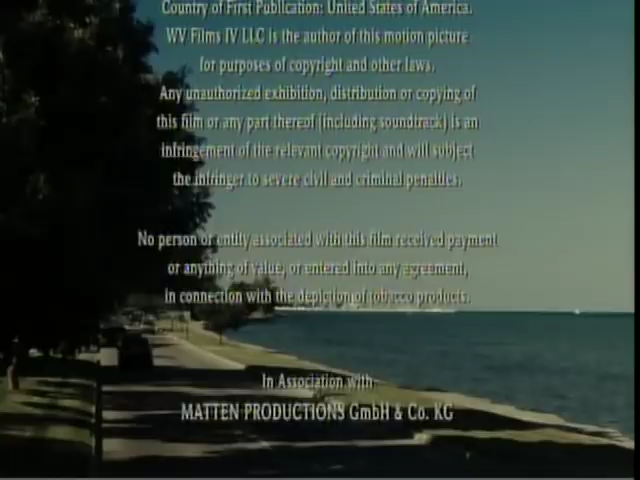 Country of First Publication: United States of America.
WV Films IV LLC is the author of this motion picture
for purposes of copyright and other laws.
Any unauthorized exhibition, distribution or copying of
this film or any part thereof (including soundtrack) is an
infringement of the relevant copyright and will subject
the infringer to severe civil and criminal penalties.
No person or entity associated with this film received payment
or anything of value, or entered into any agreement,
in connection with the depiction of tobacco products.
In Association with
MATTEN PRODUCTIONS GmbH & Co. KG